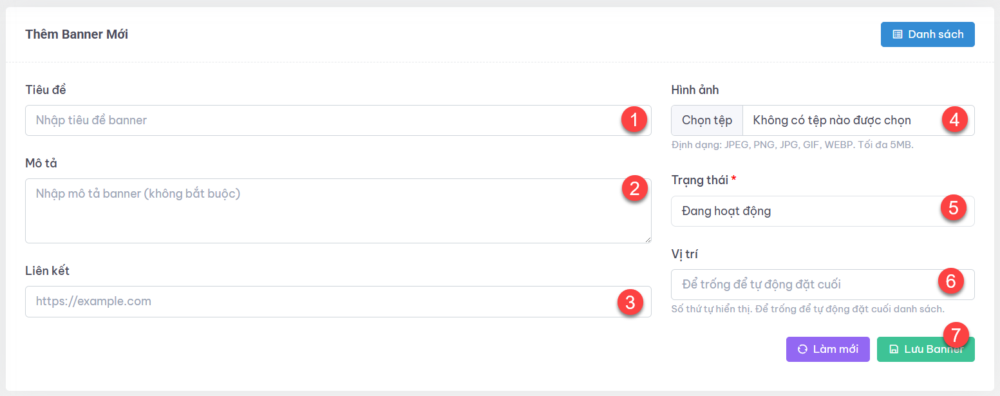 Thêm Banner Mới
Danh sách
Tiêu đề
Nhập tiêu đề banner
1
Mô tả
Nhập mô tả banner (không bắt buộc)
2
Liên kết
https://example.com
3
Hình ảnh
Chọn tệp Không có tệp nào được chọn
4
Định dạng: JPEG, PNG, JPG, GIF, WEBP. Tối đa 5MB.
Trạng thái *
Đang hoạt động
5
Vị trí
Để trống để tự động đặt cuối
6
Số thứ tự hiển thị. Để trống để tự động đặt cuối danh sách.
7
Làm mới
Lưu Banner